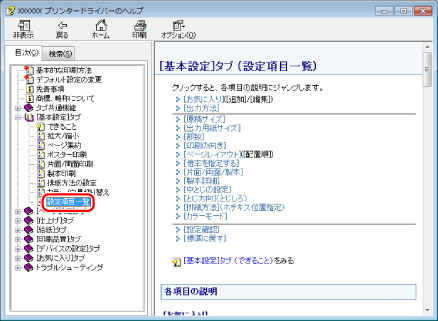 XXXXXX プリンタードライバーのヘルプ
非表示 戻る ホーム 印刷 オプション(O)
目次(C) 検索(S)
基本的な印刷方法
デフォルト設定の変更
免責事項
商標、略称について
タブ共通機能
[基本設定]タブ
できること
拡大/縮小
ページ集約
ポスター印刷
片面/両面印刷
製本印刷
排紙方法の設定
設定項目一覧
[仕上げ]タブ
[給紙]タブ
[印刷品質]タブ
[デバイスの設定]タブ
[お気に入り]タブ
トラブルシューティング
[基本設定]タブ(設定項目一覧)
クリックすると、各項目の説明にジャンプします。
[お気に入り][追加]/[編集]
[出力方法]
[原稿サイズ]
[出力用紙サイズ]
[部数]
[印刷の向き]
[ページレイアウト]([配置順])
[倍率を指定する]
[片面/両面/製本]
[製本詳細]
[中とじの設定]
[とじ方向]([とじしろ])
[排紙方法](ホチキス位置指定)
[カラーモード]
[設定確認]
[標準に戻す]
[基本設定]タブ(できること)をみる
各項目の説明
[お気に入り]